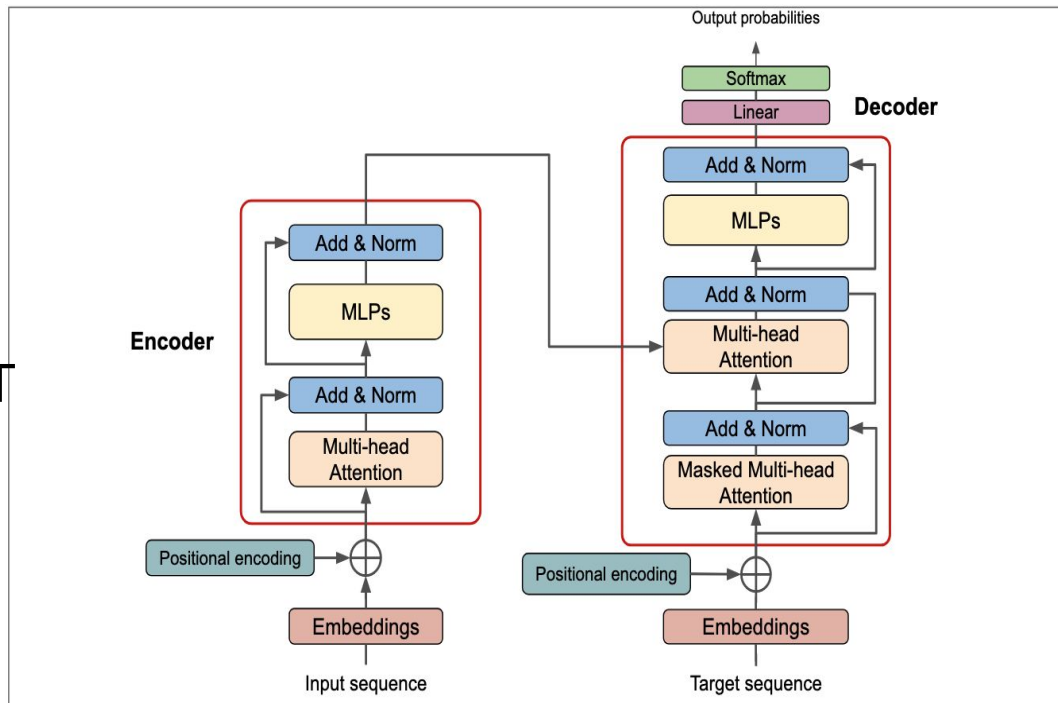 Output probabilities
Softmax
Linear
Decoder
Add & Norm
MLPs
Add & Norm
Multi-head
Attention
Add & Norm
Masked Multi-head
Attention
Positional encoding
Embeddings
Target sequence
Encoder
Add & Norm
MLPs
Add & Norm
Multi-head
Attention
Positional encoding
Embeddings
Input sequence